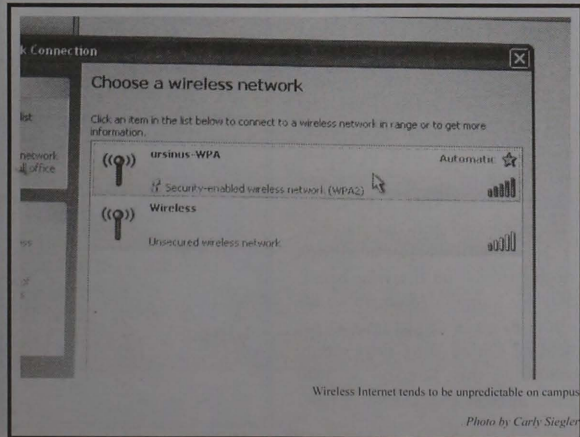 k Connection
Choose a wireless network
Click an item in the list below to connect to a wireless network in range or to get more
information.
list
network
all office
ursinus-WPA
Automatic
Security-enabled wireless network (WPA2)
Wireless
Unsecured wireless network
Wireless Internet tends to be unpredictable on campus
Photo by Carly Siegler